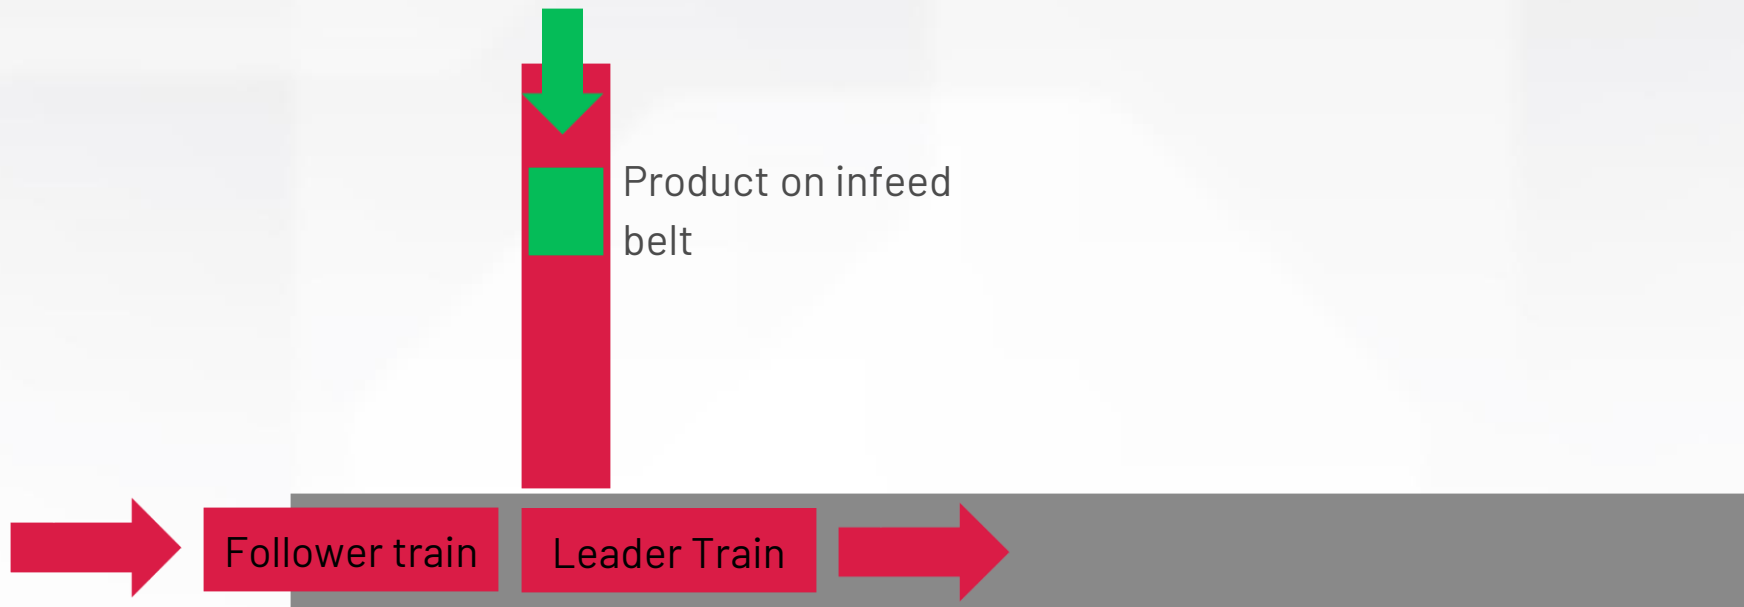 Product on infeed
belt
Follower train
Leader Train